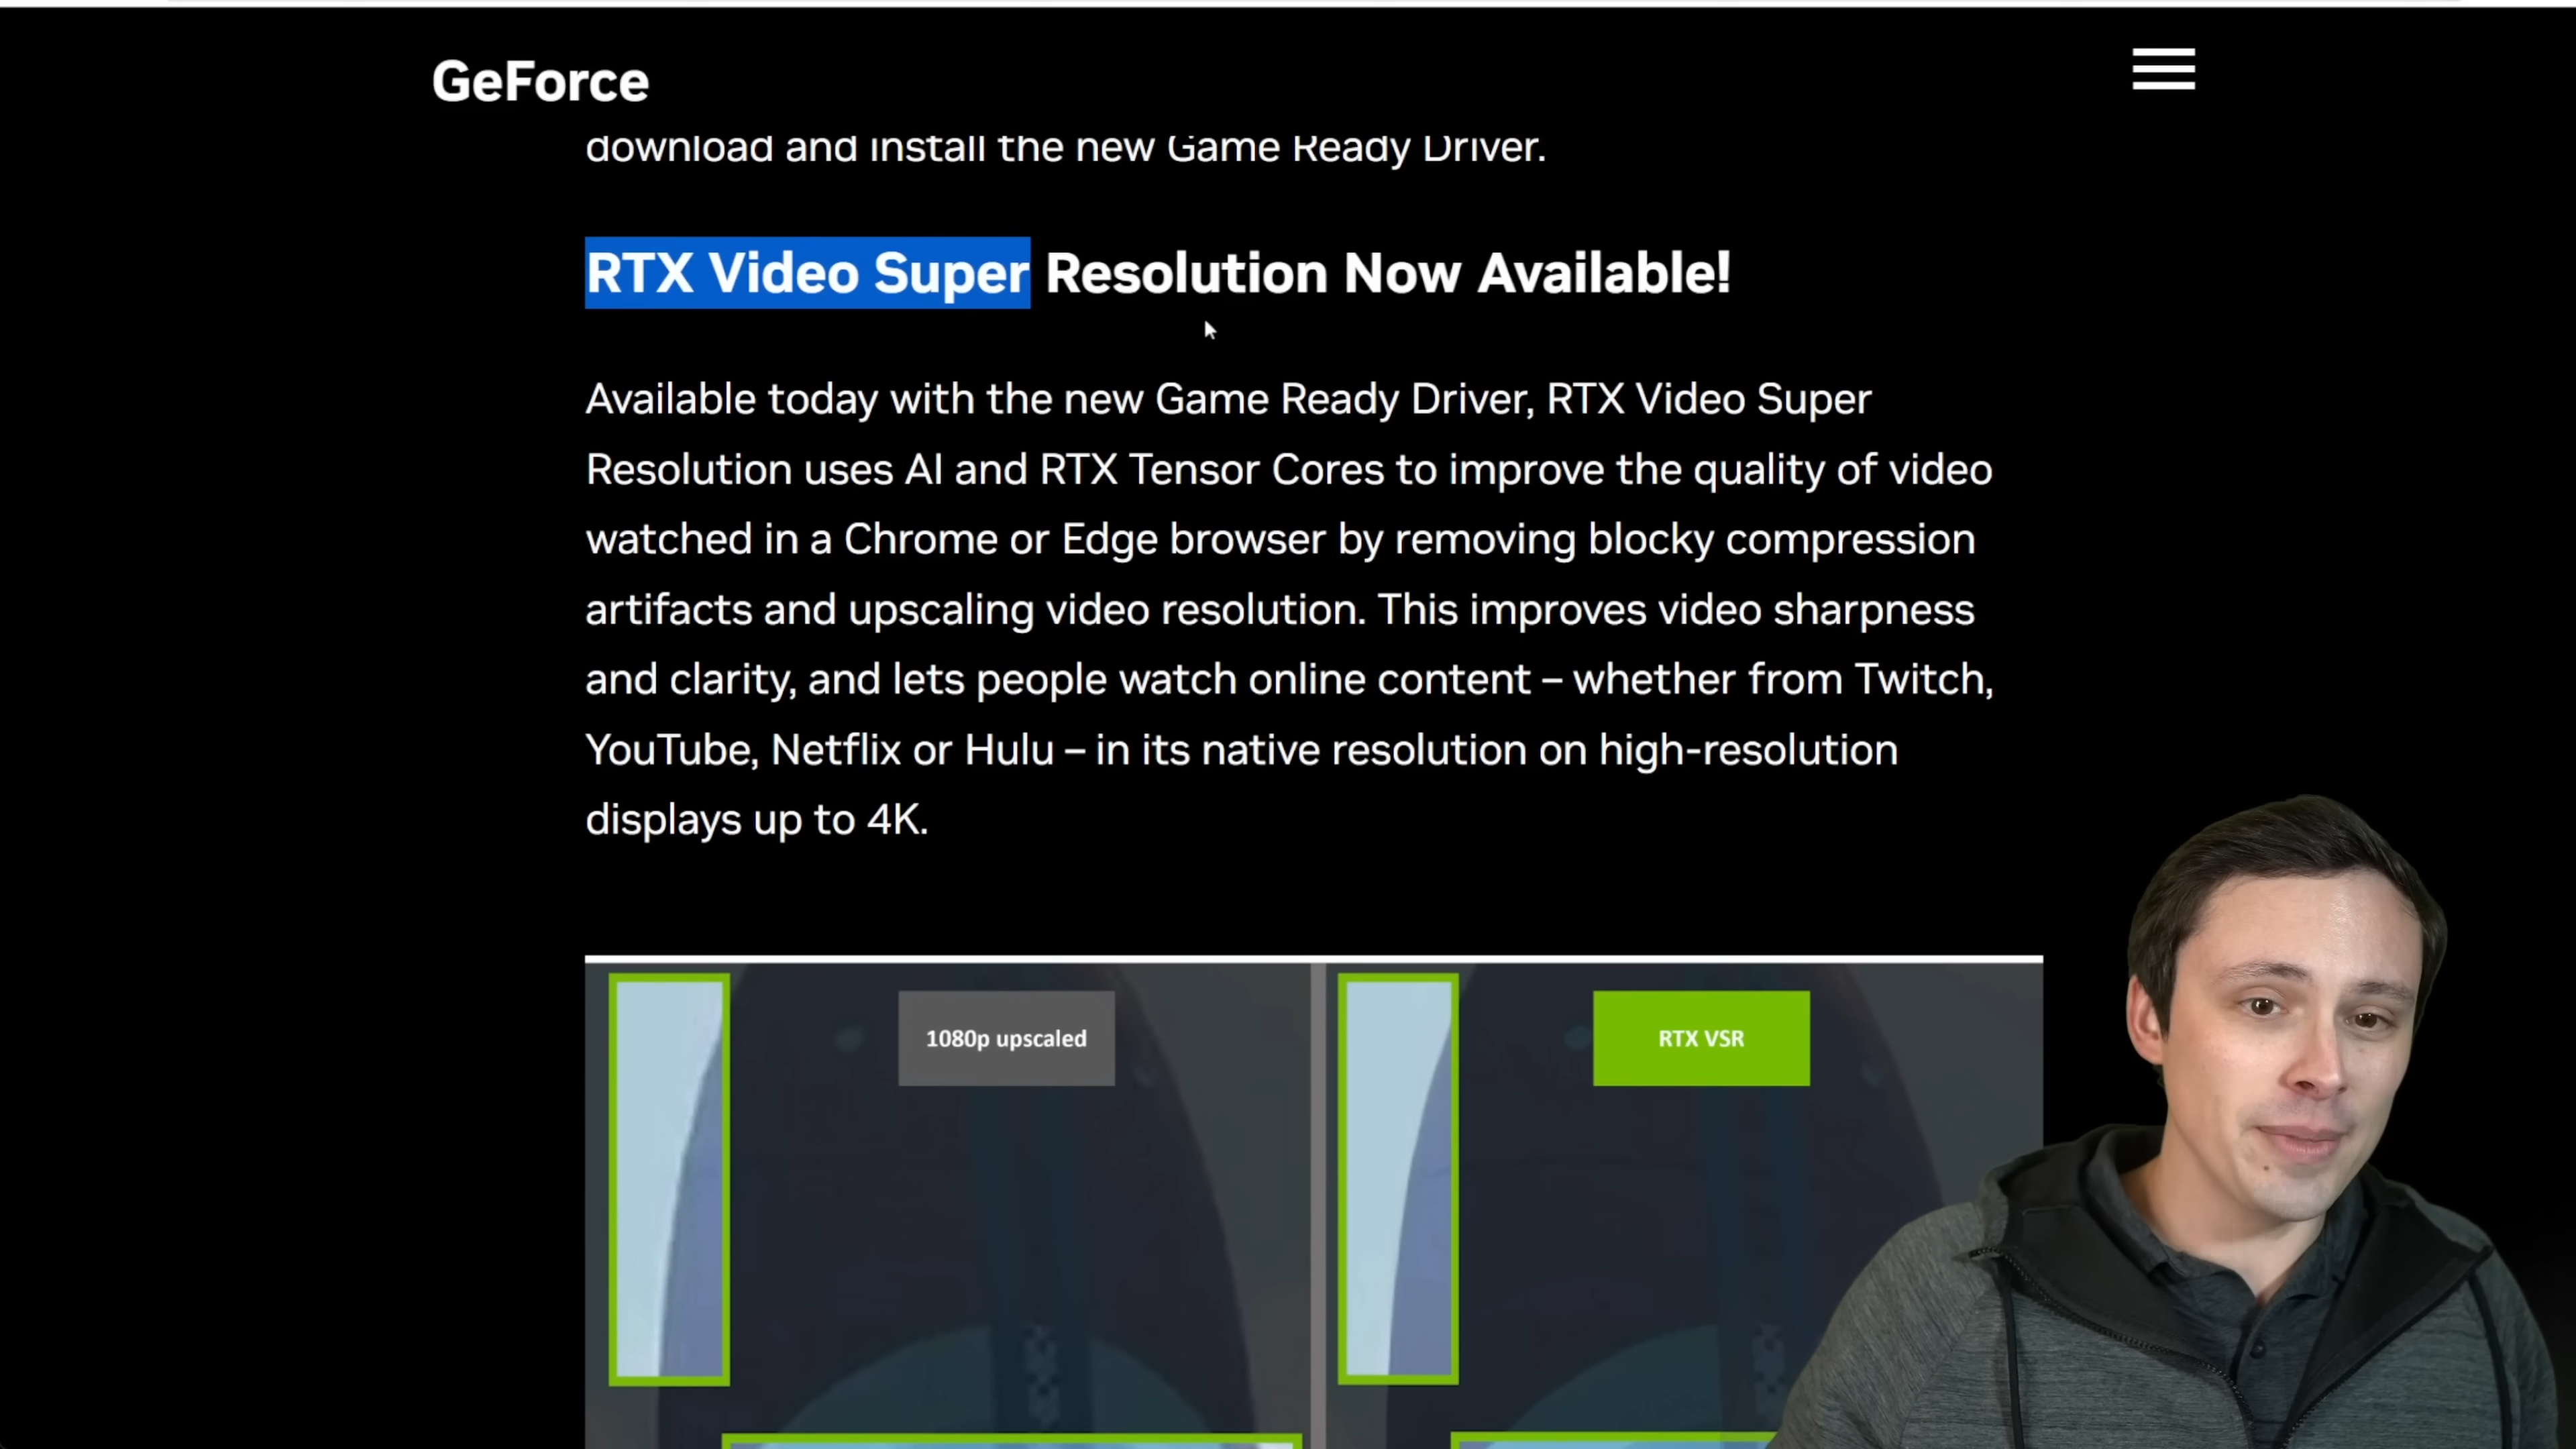 GeForce
download and install the new Game Ready Driver.
RTX Video Super Resolution Now Available!
Available today with the new Game Ready Driver, RTX Video Super
Resolution uses AI and RTX Tensor Cores to improve the quality of video
watched in a Chrome or Edge browser by removing blocky compression
artifacts and upscaling video resolution. This improves video sharpness
and clarity, and lets people watch online content – whether from Twitch,
YouTube, Netflix or Hulu – in its native resolution on high-resolution
displays up to 4K.
1080p upscaled
RTX VSR